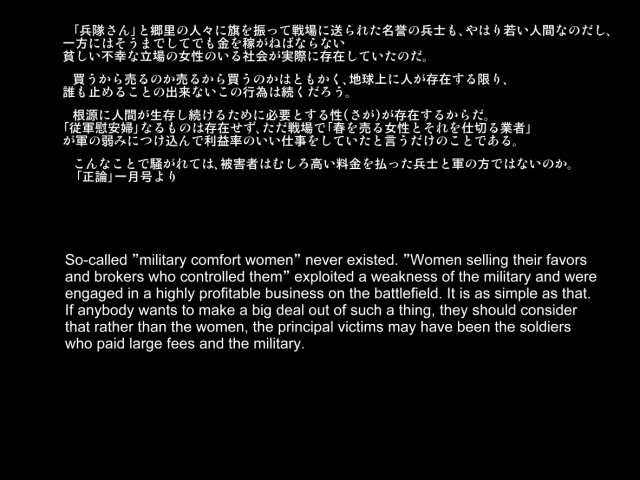 「兵隊さん」と郷里の人々に旗を振って戦場に送られた名誉の兵士も、やはり若い人間なのだし、
一方にはそうまでしてでも金を稼がねばならない
貧しい不幸な立場の女性のいる社会が実際に存在していたのだ。
買うから売るのか売るから買うのかはともかく、地球上に人が存在する限り、
誰も止めることの出来ないこの行為は続くだろう。
根源に人間が生存し続けるために必要とする性(さが)が存在するからだ。
「従軍慰安婦」なるものは存在せず、ただ戦場で「春を売る女性とそれを仕切る業者」
が軍の弱みにつけ込んで利益率のいい仕事をしていたと言うだけのことである。
こんなことで騒がれては、被害者はむしろ高い料金を払った兵士と軍の方ではないのか。
「正論」一月号より
So-called ”military comfort women” never existed. ”Women selling their favors
and brokers who controlled them” exploited a weakness of the military and were
engaged in a highly profitable business on the battlefield. It is as simple as that.
If anybody wants to make a big deal out of such a thing, they should consider
that rather than the women, the principal victims may have been the soldiers
who paid large fees and the military.